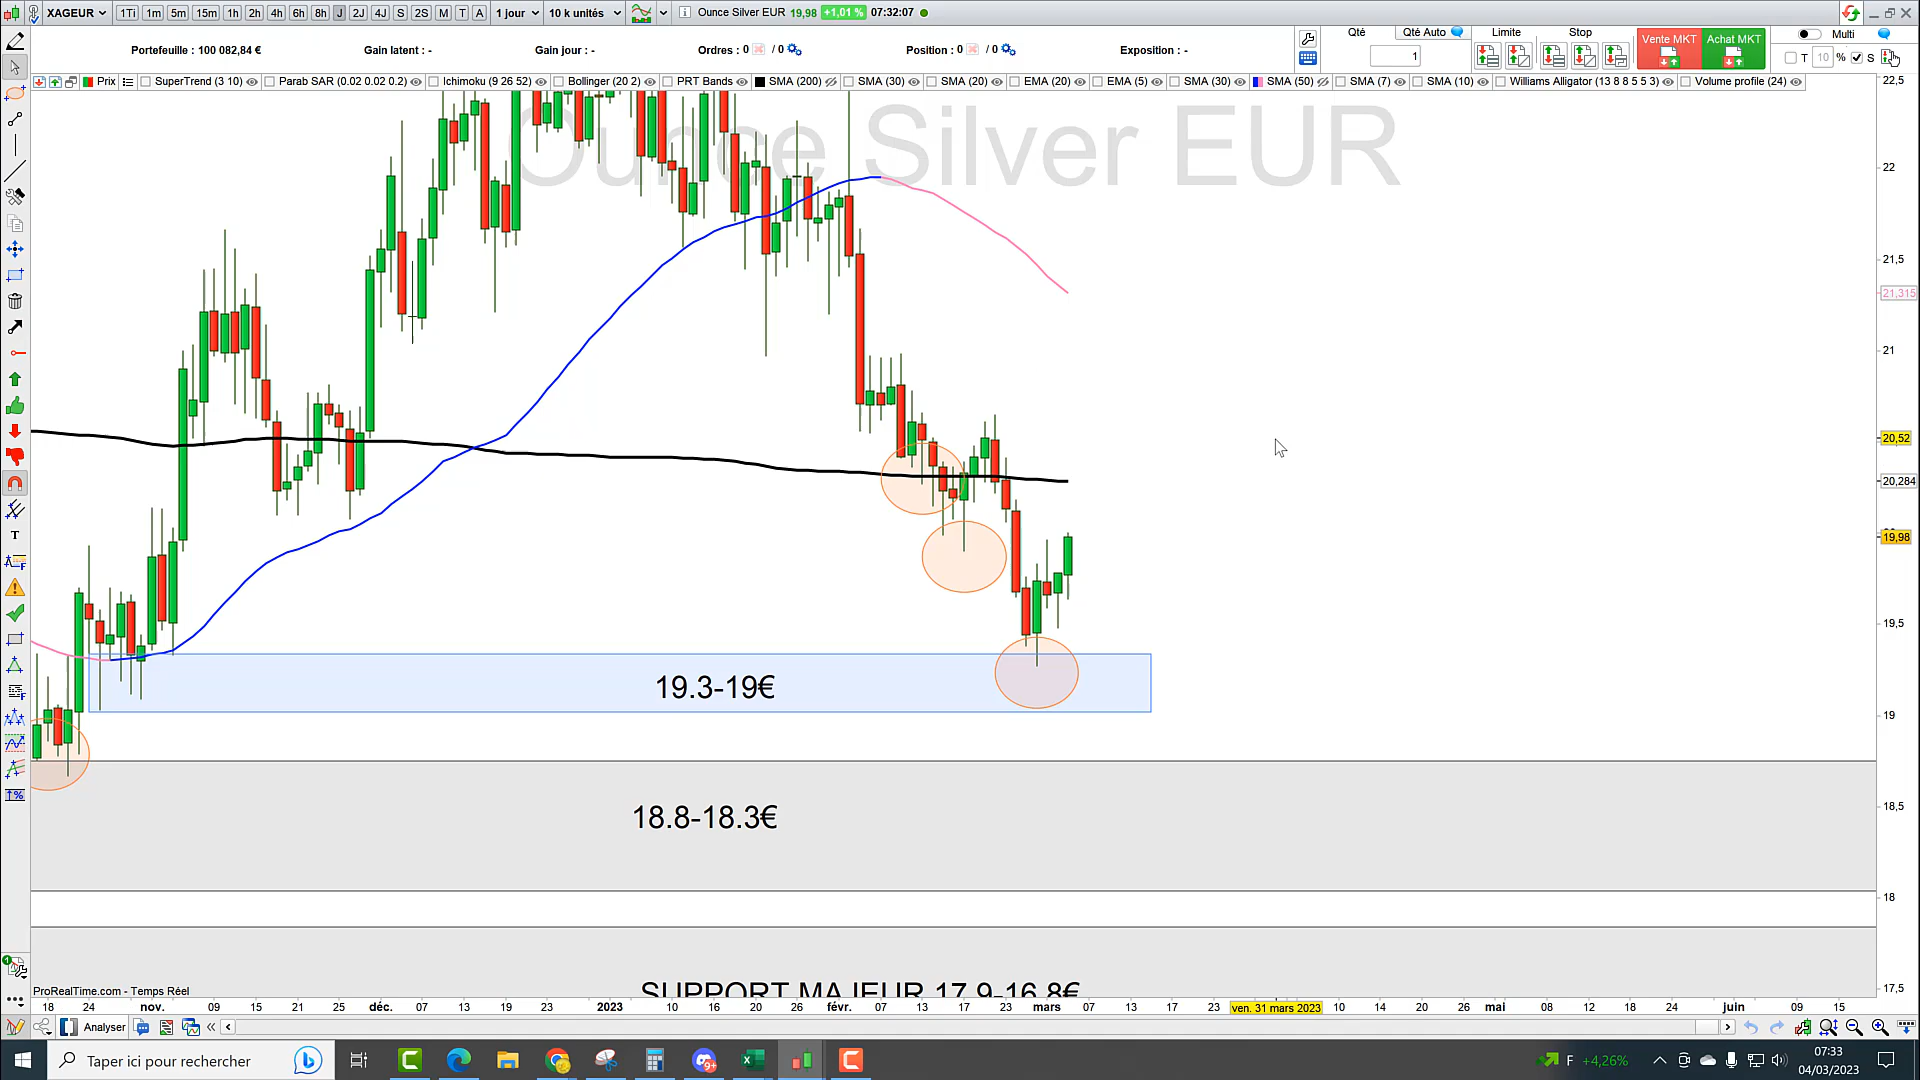 XAGEUR 1Ti 1m 5m 15m 1h 2h 4h 6h 8h J 2J 4J S 2S M T A 1 jour 10 k unités Ounce Silver EUR 19,98 +1,01 % 07:32:07
Portefeuille : 100 082,84 € Gain latent : - Gain jour : - Ordres : 0 / 0 Position : 0 / 0 Exposition : -
Qté Qté Auto Limite Stop Vente MKT Achat MKT Multi
1 T 10 % S
Prix SuperTrend (3 10) Parab SAR (0.02 0.02 0.2) Ichimoku (9 26 52) Bollinger (20 2) PRT Bands SMA (200) SMA (30) SMA (20) EMA (20) EMA (5) SMA (30) SMA (50) SMA (7) SMA (10) Williams Alligator (13 8 8 5 5 3) Volume profile (24)
Ounce Silver EUR
22,5
22
21,5
21,315
21
20,52
20,284
19,98
19,5
19
18,5
18
17,5
19.3-19€
18.8-18.3€
SUPPORT MAJEUR 17.9-16.8€
ProRealTime.com - Temps Réel
18 24 nov. 09 15 21 25 déc. 07 13 19 2023 10 16 20 26 févr. 07 13 17 23 mars 07 13 17 23 ven. 31 mars 2023 10 14 20 26 mai 08 12 18 24 juin 09 15
Analyser
Taper ici pour rechercher
F +4,26%
07:33
04/03/2023